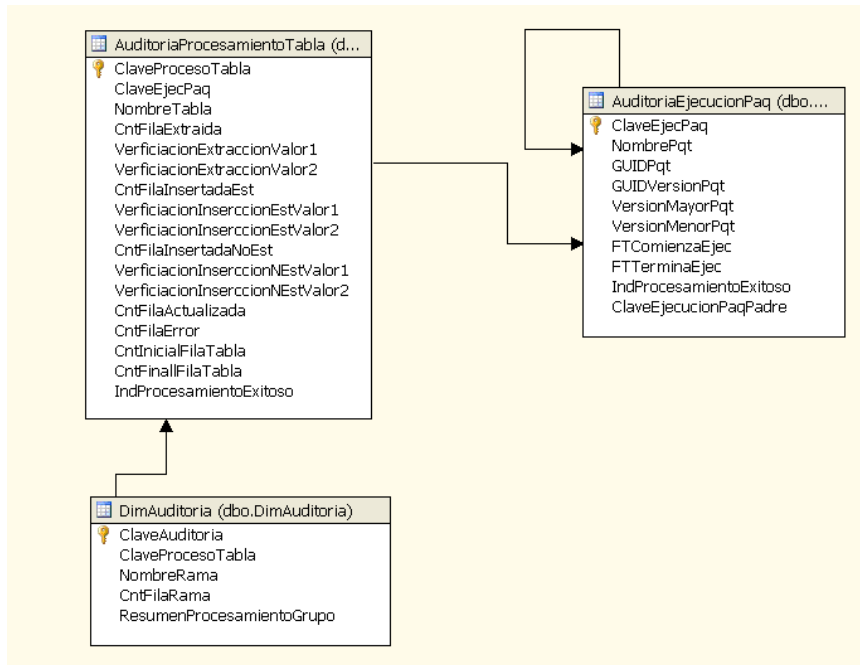 AuditoriaProcesamientoTabla (d...
ClaveProcesoTabla
ClaveEjecPaq
NombreTabla
CntFilaExtraida
VerficiacionExtraccionValor1
VerficiacionExtraccionValor2
CntFilaInsertadaEst
VerficiacionInserccionEstValor1
VerficiacionInserccionEstValor2
CntFilaInsertadaNoEst
VerficiacionInserccionNEstValor1
VerficiacionInserccionNEstValor2
CntFilaActualizada
CntFilaError
CntInicialFilaTabla
CntFinallFilaTabla
IndProcesamientoExitoso
AuditoriaEjecucionPaq (dbo....
ClaveEjecPaq
NombrePqt
GUIDPqt
GUIDVersionPqt
VersionMayorPqt
VersionMenorPqt
FTComienzaEjec
FTTerminaEjec
IndProcesamientoExitoso
ClaveEjecucionPaqPadre
DimAuditoria (dbo.DimAuditoria)
ClaveAuditoria
ClaveProcesoTabla
NombreRama
CntFilaRama
ResumenProcesamientoGrupo